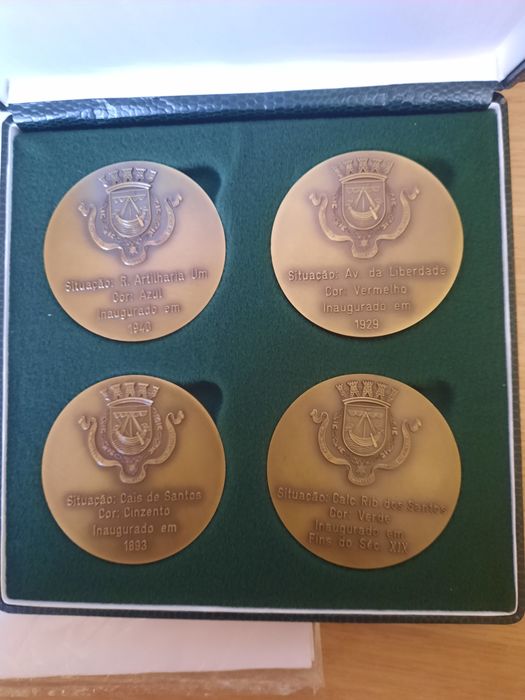 Situação: R. Artilharia Um
Cor: Azul
Inaugurado em
1940
Situação: Av. da Liberdade
Cor: Vermelho
Inaugurado em
1929
Situação: Cais de Santos
Cor: Cinzento
Inaugurado em
1893
Situação: Calç. Rib. dos Santos
Cor: Verde
Inaugurado em
Fins do Séc. XIX